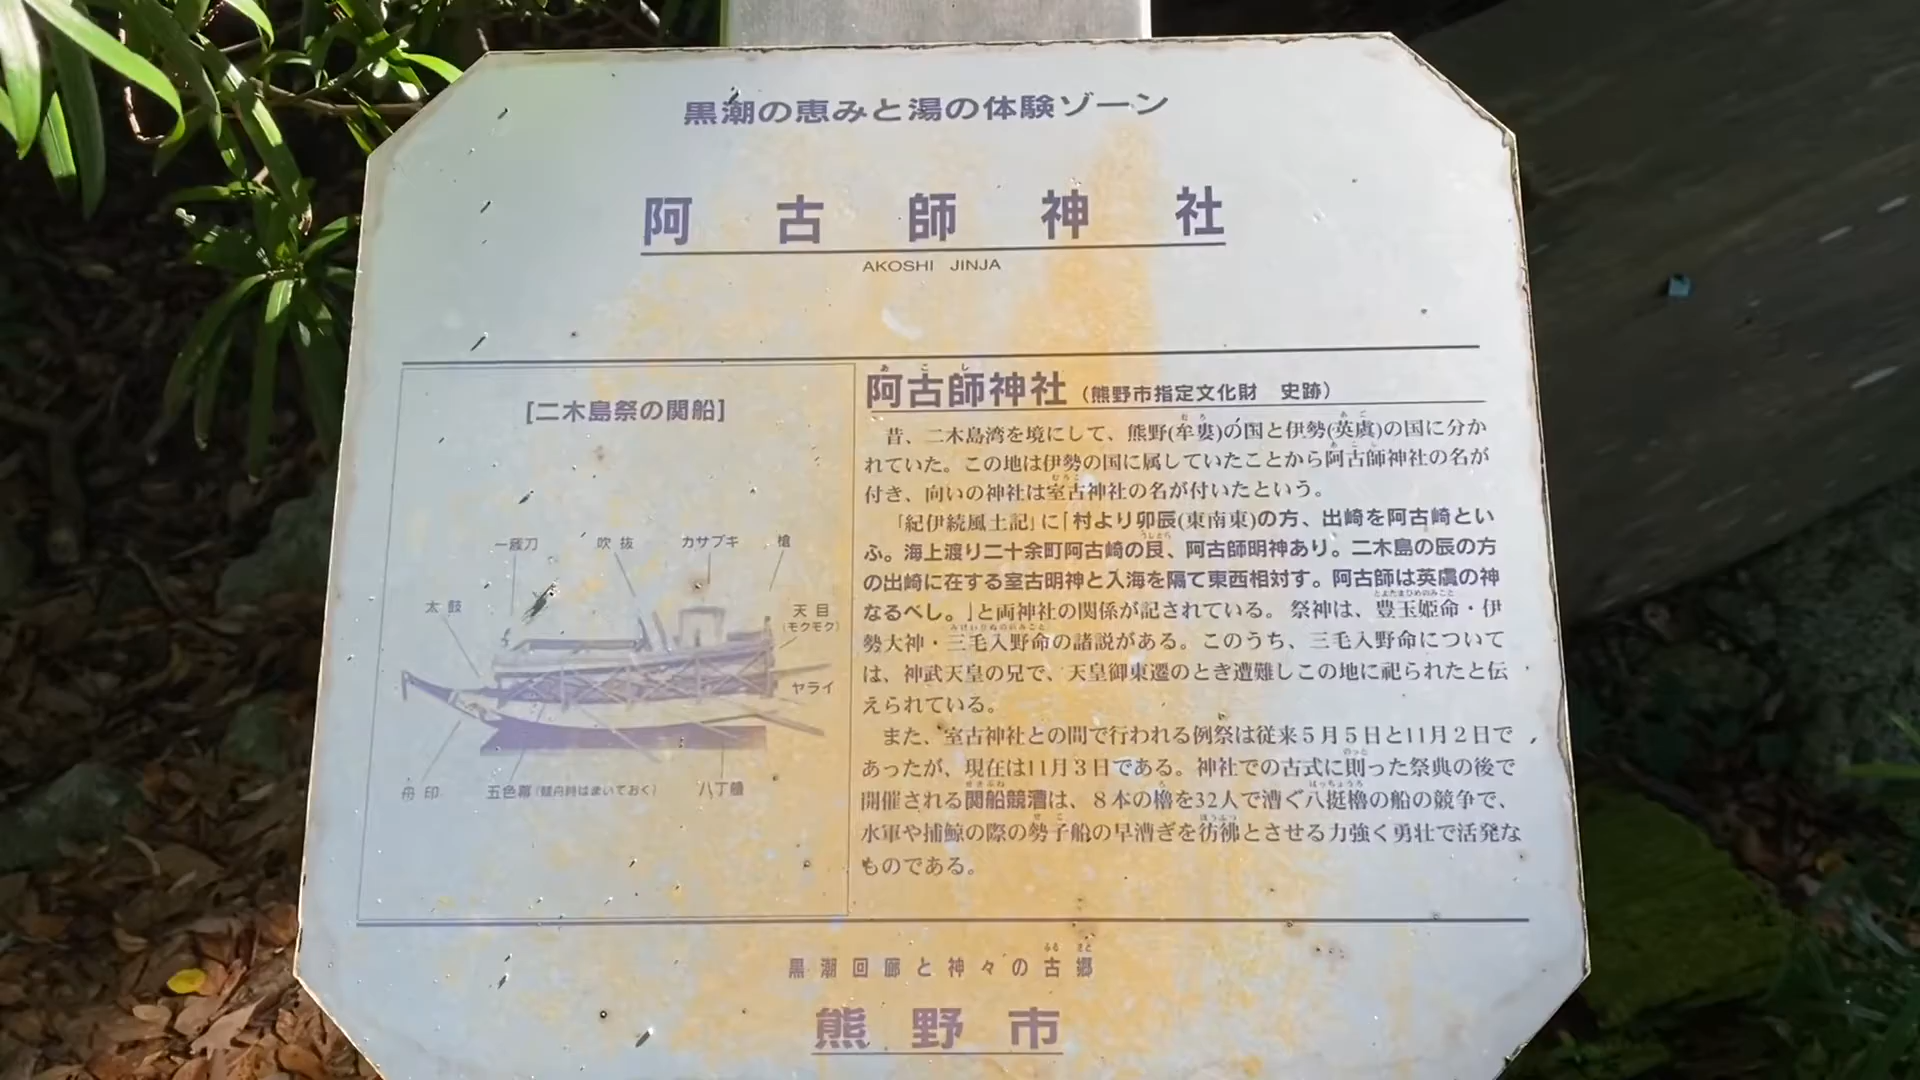 黒潮の恵みと湯の体験ゾーン
阿古師神社
AKOSHI JINJA
[二木島祭の関船]
吹抜
カサブキ
槍
太鼓
天目
(モクモク)
ヤライ
舟印
八丁艪
あこし
阿古師神社(熊野市指定文化財 史跡)
昔、二木島湾を境にして、熊野(牟婁)の国と伊勢(英虞)の国に分か
れていた。この地は伊勢の国に属していたことから阿古師神社の名が
付き、向いの神社は室古神社の名が付いたという。
「紀伊続風土記」に「村より卯辰(東南東)の方、出崎を阿古崎とい
ふ。海上渡り二十余町阿古崎の艮、阿古師明神あり。二木島の辰の方
の出崎に在する室古明神と入海を隔て東西相対す。阿古師は英虞の神
なるべし。」と両神社の関係が記されている。祭神は、豊玉姫命・伊
勢大神・三毛入野命の諸説がある。このうち、三毛入野命について
は、神武天皇の兄で、天皇御東遷のとき遭難しこの地に祀られたと伝
えられている。
また、室古神社との間で行われる例祭は従来5月5日と11月2日で
あったが、現在は11月3日である。神社での古式に則った祭典の後で
開催される関船競漕は、8本の櫓を32人で漕ぐ八挺櫓の船の競争で、
水軍や捕鯨の際の勢子船の早漕ぎを彷彿とさせる力強く勇壮で活発な
ものである。
黒潮回廊と神々の古郷
熊野市